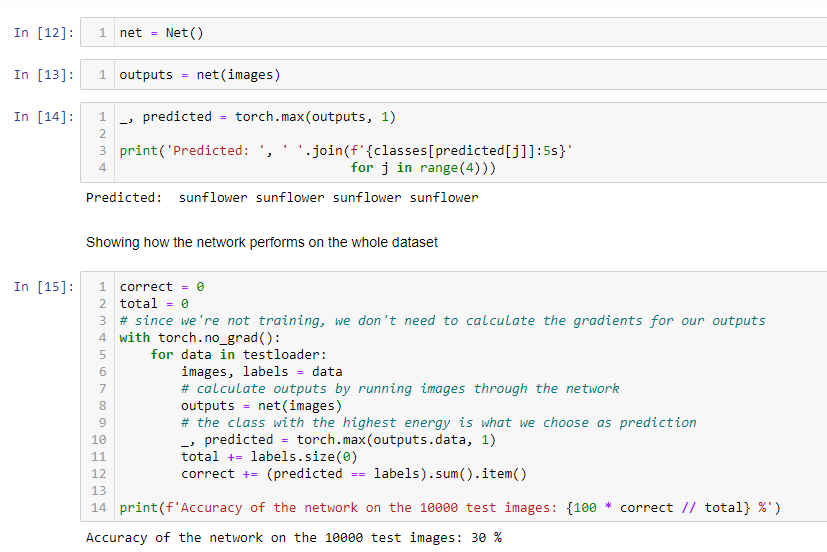 In [12]: 1 net = Net()
In [13]: 1 outputs = net(images)
In [14]: 1 _, predicted = torch.max(outputs, 1)
2
3 print('Predicted: ', ' '.join(f'{classes[predicted[j]]:5s}'
4 for j in range(4)))
Predicted:  sunflower sunflower sunflower sunflower
Showing how the network performs on the whole dataset
In [15]: 1 correct = 0
2 total = 0
3 # since we're not training, we don't need to calculate the gradients for our outputs
4 with torch.no_grad():
5 for data in testloader:
6 images, labels = data
7 # calculate outputs by running images through the network
8 outputs = net(images)
9 # the class with the highest energy is what we choose as prediction
10 _, predicted = torch.max(outputs.data, 1)
11 total += labels.size(0)
12 correct += (predicted == labels).sum().item()
13
14 print(f'Accuracy of the network on the 10000 test images: {100 * correct // total} %')
Accuracy of the network on the 10000 test images: 30 %